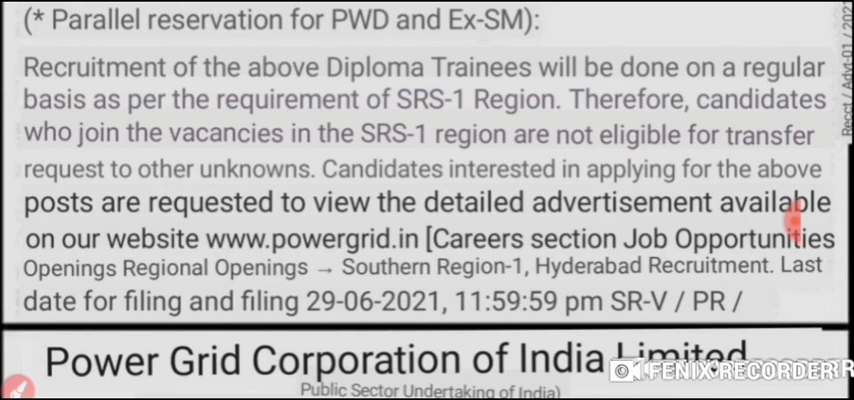 (* Parallel reservation for PWD and Ex-SM):
Recruitment of the above Diploma Trainees will be done on a regular
basis as per the requirement of SRS-1 Region. Therefore, candidates
who join the vacancies in the SRS-1 region are not eligible for transfer
request to other unknowns. Candidates interested in applying for the above
posts are requested to view the detailed advertisement available
on our website www.powergrid.in [Careers section Job Opportunities
Openings Regional Openings → Southern Region-1, Hyderabad Recruitment. Last
date for filing and filing 29-06-2021, 11:59:59 pm SR-V / PR /
Recct / Advt-01 / 202
Power Grid Corporation of India Limited
Public Sector Undertaking of India)
FENIX RECORDER